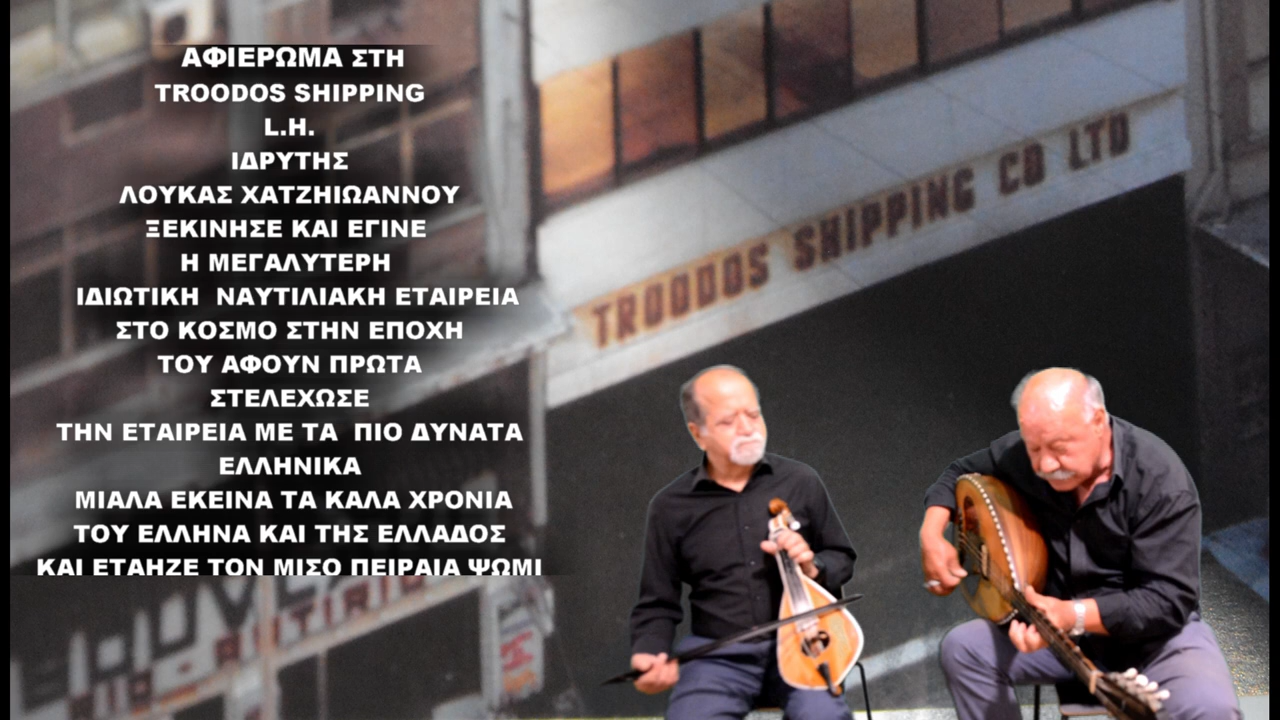 ΑΦΙΕΡΩΜΑ ΣΤΗ
TROODOS SHIPPING
L.H.
ΙΔΡΥΤΗΣ
ΛΟΥΚΑΣ ΧΑΤΖΗΙΩΑΝΝΟΥ
ΞΕΚΙΝΗΣΕ ΚΑΙ ΕΓΙΝΕ
Η ΜΕΓΑΛΥΤΕΡΗ
ΙΔΙΩΤΙΚΗ ΝΑΥΤΙΛΙΑΚΗ ΕΤΑΙΡΕΙΑ
ΣΤΟ ΚΟΣΜΟ ΣΤΗΝ ΕΠΟΧΗ
ΤΟΥ ΑΦΟΥΝ ΠΡΩΤΑ
ΣΤΕΛΕΧΩΣΕ
ΤΗΝ ΕΤΑΙΡΕΙΑ ΜΕ ΤΑ ΠΙΟ ΔΥΝΑΤΑ
ΕΛΛΗΝΙΚΑ
ΜΙΑΛΑ ΕΚΕΙΝΑ ΤΑ ΚΑΛΑ ΧΡΟΝΙΑ
ΤΟΥ ΕΛΛΗΝΑ ΚΑΙ ΤΗΣ ΕΛΛΑΔΟΣ
ΚΑΙ ΕΤΑΗΖΕ ΤΟΝ ΜΙΣΟ ΠΕΙΡΑΙΑ ΨΩΜΙ
TROODOS SHIPPING CO LTD